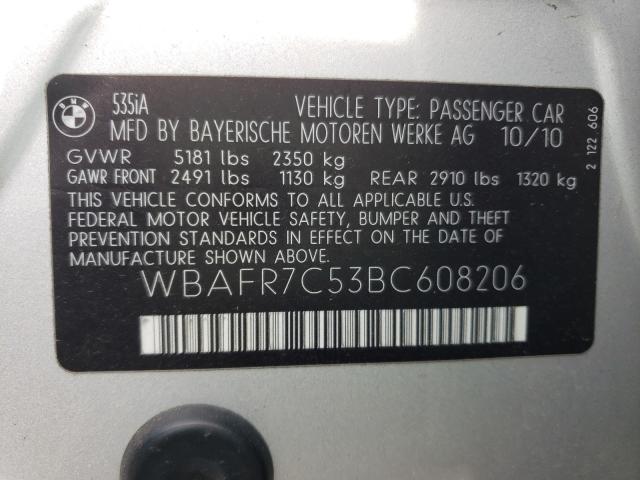 BMW
535iA VEHICLE TYPE: PASSENGER CAR
MFD BY BAYERISCHE MOTOREN WERKE AG 10/10
GVWR 5181 lbs 2350 kg
GAWR FRONT 2491 lbs 1130 kg REAR 2910 lbs 1320 kg
THIS VEHICLE CONFORMS TO ALL APPLICABLE U.S.
FEDERAL MOTOR VEHICLE SAFETY, BUMPER AND THEFT
PREVENTION STANDARDS IN EFFECT ON THE DATE OF
MANUFACTURE SHOWN ABOVE.
WBAFR7C53BC608206
2 122 606